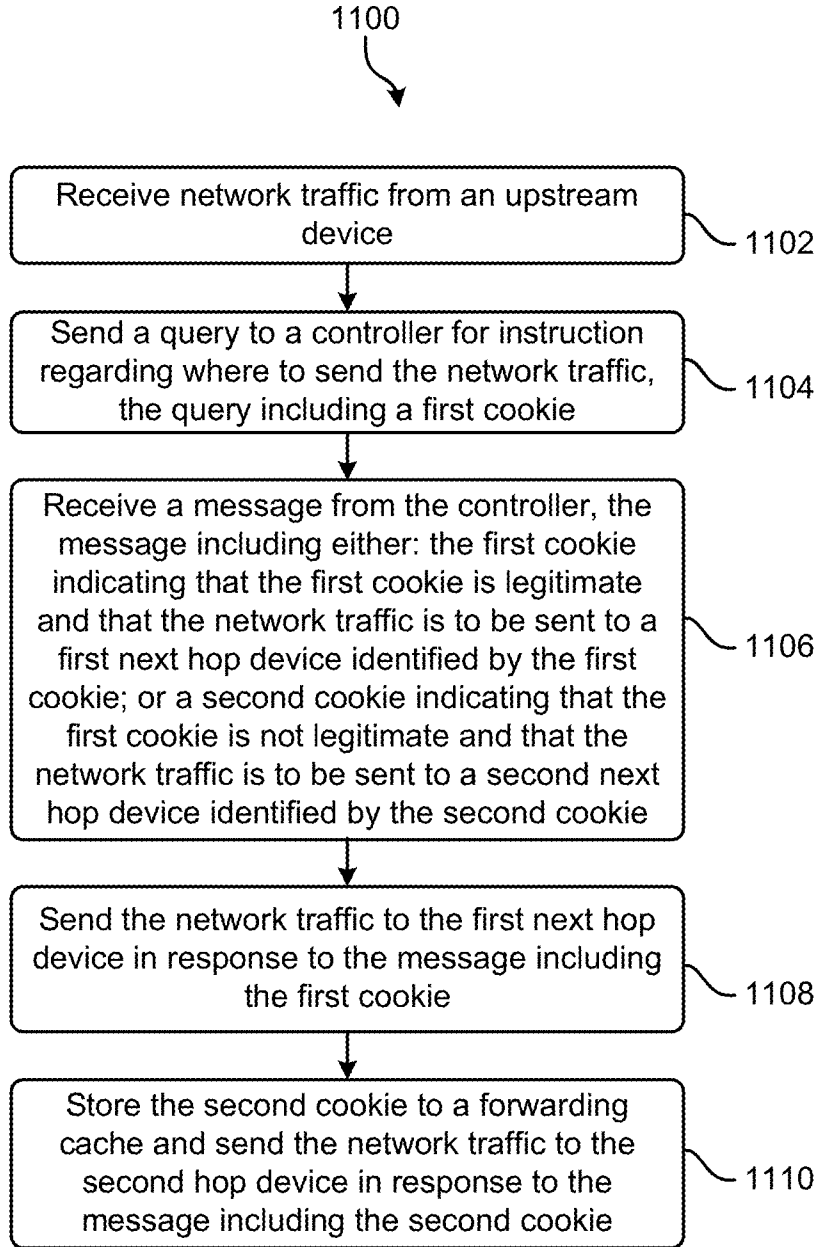 1100
Receive network traffic from an upstream
device
1102
Send a query to a controller for instruction
regarding where to send the network traffic,
the query including a first cookie
1104
Receive a message from the controller, the
message including either: the first cookie
indicating that the first cookie is legitimate
and that the network traffic is to be sent to a
first next hop device identified by the first
cookie; or a second cookie indicating that the
first cookie is not legitimate and that the
network traffic is to be sent to a second next
hop device identified by the second cookie
1106
Send the network traffic to the first next hop
device in response to the message including
the first cookie
1108
Store the second cookie to a forwarding
cache and send the network traffic to the
second hop device in response to the
message including the second cookie
1110